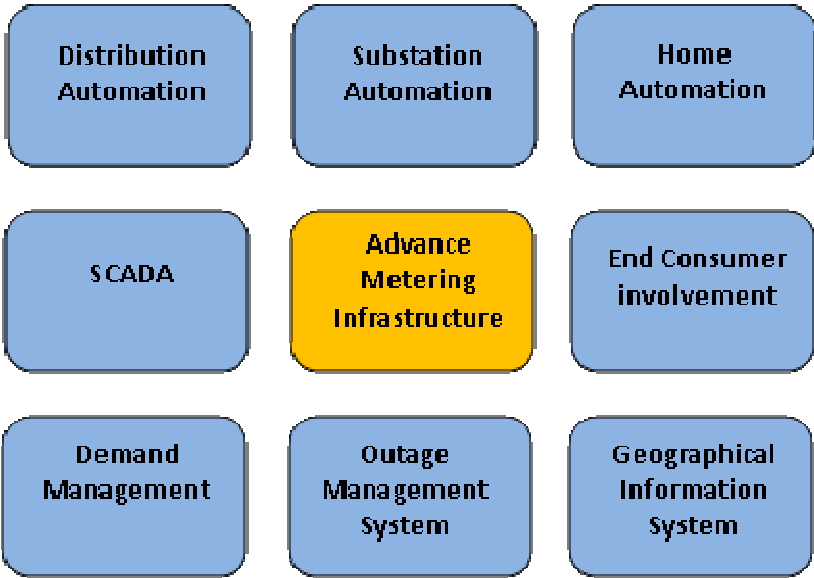 Distribution
Automation
Substation
Automation
Home
Automation
SCADA
Advance
Metering
Infrastructure
End Consumer
involvement
Demand
Management
Outage
Management
System
Geographical
Information
System